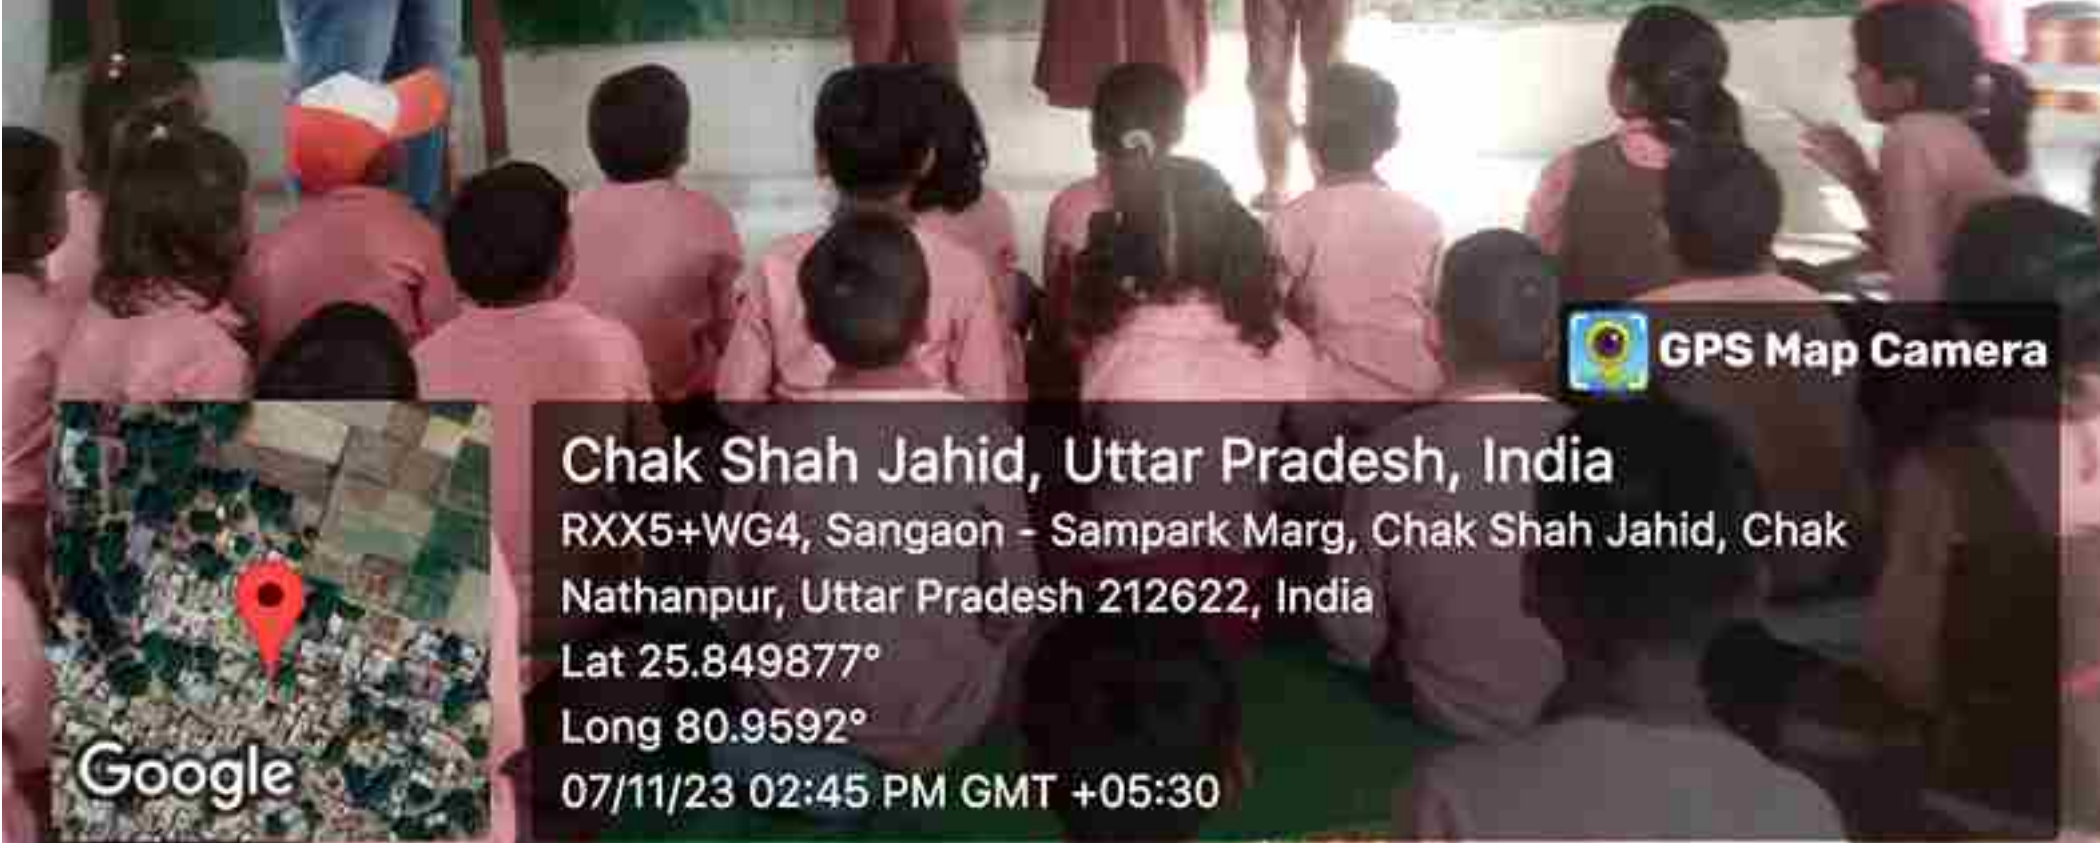 GPS Map Camera
Chak Shah Jahid, Uttar Pradesh, India
RXX5+WG4, Sangaon - Sampark Marg, Chak Shah Jahid, Chak
Nathanpur, Uttar Pradesh 212622, India
Lat 25.849877°
Long 80.9592°
07/11/23 02:45 PM GMT +05:30
Google